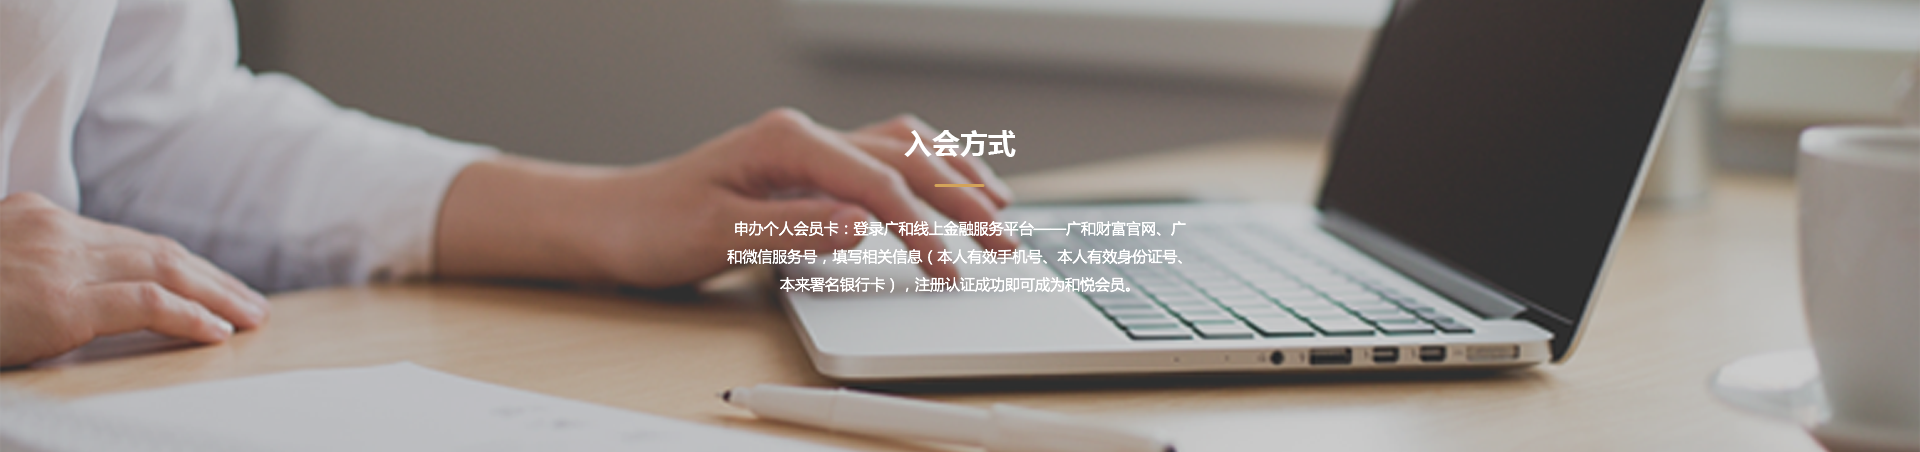 入会方式
申办个人会员卡：登录广和线上金融服务平台——广和财富官网、广
和微信服务号，填写相关信息（本人有效手机号、本人有效身份证号、
本来署名银行卡），注册认证成功即可成为和悦会员。